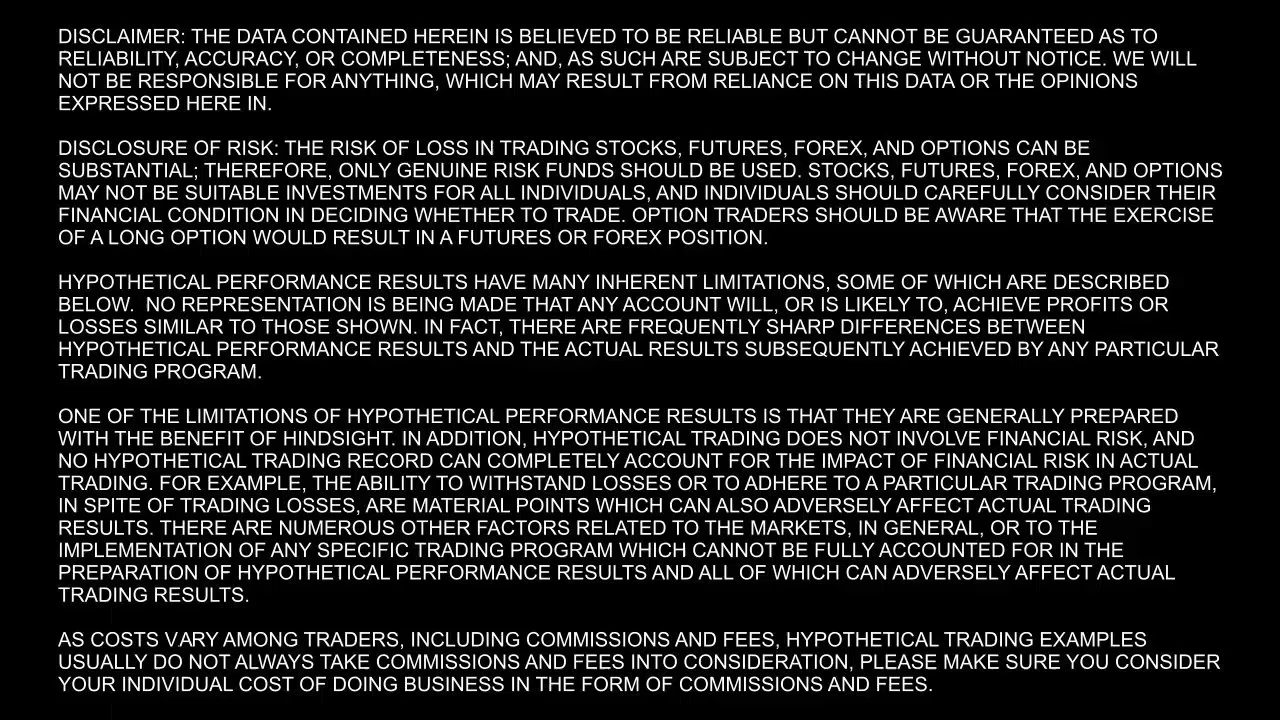 DISCLAIMER: THE DATA CONTAINED HEREIN IS BELIEVED TO BE RELIABLE BUT CANNOT BE GUARANTEED AS TO
RELIABILITY, ACCURACY, OR COMPLETENESS; AND, AS SUCH ARE SUBJECT TO CHANGE WITHOUT NOTICE. WE WILL
NOT BE RESPONSIBLE FOR ANYTHING, WHICH MAY RESULT FROM RELIANCE ON THIS DATA OR THE OPINIONS
EXPRESSED HERE IN.
DISCLOSURE OF RISK: THE RISK OF LOSS IN TRADING STOCKS, FUTURES, FOREX, AND OPTIONS CAN BE
SUBSTANTIAL; THEREFORE, ONLY GENUINE RISK FUNDS SHOULD BE USED. STOCKS, FUTURES, FOREX, AND OPTIONS
MAY NOT BE SUITABLE INVESTMENTS FOR ALL INDIVIDUALS, AND INDIVIDUALS SHOULD CAREFULLY CONSIDER THEIR
FINANCIAL CONDITION IN DECIDING WHETHER TO TRADE. OPTION TRADERS SHOULD BE AWARE THAT THE EXERCISE
OF A LONG OPTION WOULD RESULT IN A FUTURES OR FOREX POSITION.
HYPOTHETICAL PERFORMANCE RESULTS HAVE MANY INHERENT LIMITATIONS, SOME OF WHICH ARE DESCRIBED
BELOW.  NO REPRESENTATION IS BEING MADE THAT ANY ACCOUNT WILL, OR IS LIKELY TO, ACHIEVE PROFITS OR
LOSSES SIMILAR TO THOSE SHOWN. IN FACT, THERE ARE FREQUENTLY SHARP DIFFERENCES BETWEEN
HYPOTHETICAL PERFORMANCE RESULTS AND THE ACTUAL RESULTS SUBSEQUENTLY ACHIEVED BY ANY PARTICULAR
TRADING PROGRAM.
ONE OF THE LIMITATIONS OF HYPOTHETICAL PERFORMANCE RESULTS IS THAT THEY ARE GENERALLY PREPARED
WITH THE BENEFIT OF HINDSIGHT. IN ADDITION, HYPOTHETICAL TRADING DOES NOT INVOLVE FINANCIAL RISK, AND
NO HYPOTHETICAL TRADING RECORD CAN COMPLETELY ACCOUNT FOR THE IMPACT OF FINANCIAL RISK IN ACTUAL
TRADING. FOR EXAMPLE, THE ABILITY TO WITHSTAND LOSSES OR TO ADHERE TO A PARTICULAR TRADING PROGRAM,
IN SPITE OF TRADING LOSSES, ARE MATERIAL POINTS WHICH CAN ALSO ADVERSELY AFFECT ACTUAL TRADING
RESULTS. THERE ARE NUMEROUS OTHER FACTORS RELATED TO THE MARKETS, IN GENERAL, OR TO THE
IMPLEMENTATION OF ANY SPECIFIC TRADING PROGRAM WHICH CANNOT BE FULLY ACCOUNTED FOR IN THE
PREPARATION OF HYPOTHETICAL PERFORMANCE RESULTS AND ALL OF WHICH CAN ADVERSELY AFFECT ACTUAL
TRADING RESULTS.
AS COSTS VARY AMONG TRADERS, INCLUDING COMMISSIONS AND FEES, HYPOTHETICAL TRADING EXAMPLES
USUALLY DO NOT ALWAYS TAKE COMMISSIONS AND FEES INTO CONSIDERATION, PLEASE MAKE SURE YOU CONSIDER
YOUR INDIVIDUAL COST OF DOING BUSINESS IN THE FORM OF COMMISSIONS AND FEES.